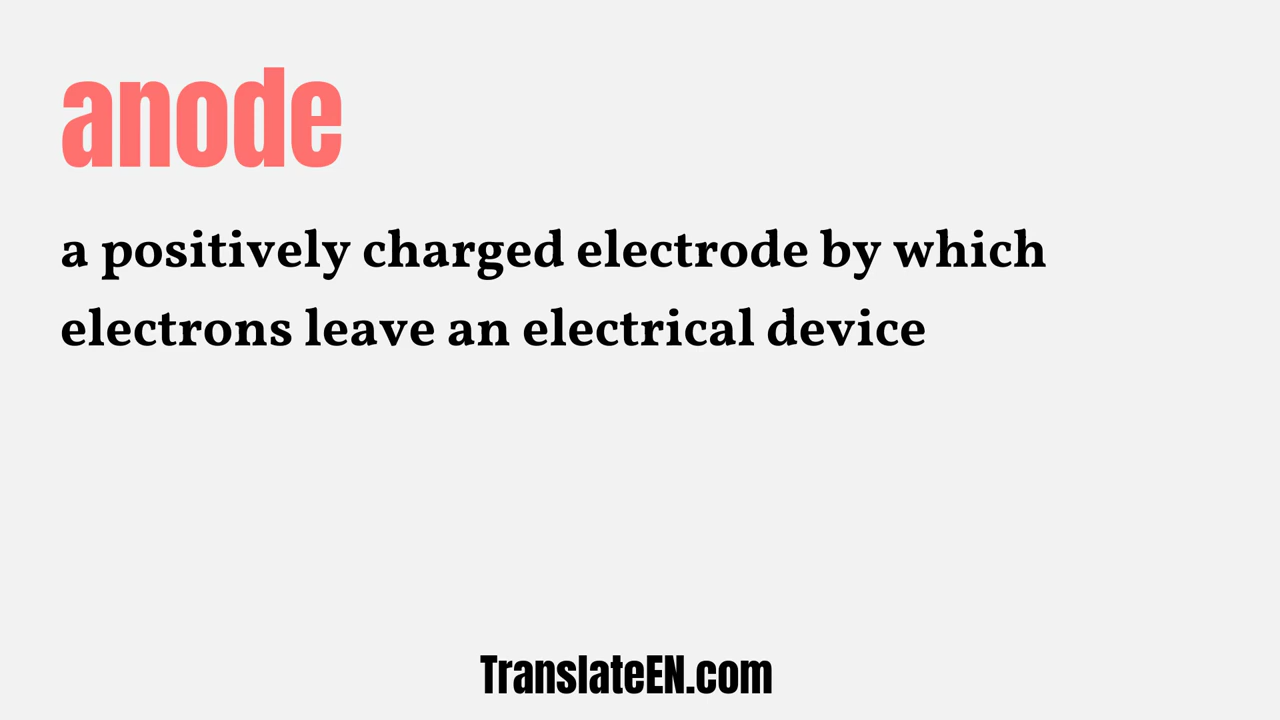 anode
a positively charged electrode by which
electrons leave an electrical device
TranslateEN.com